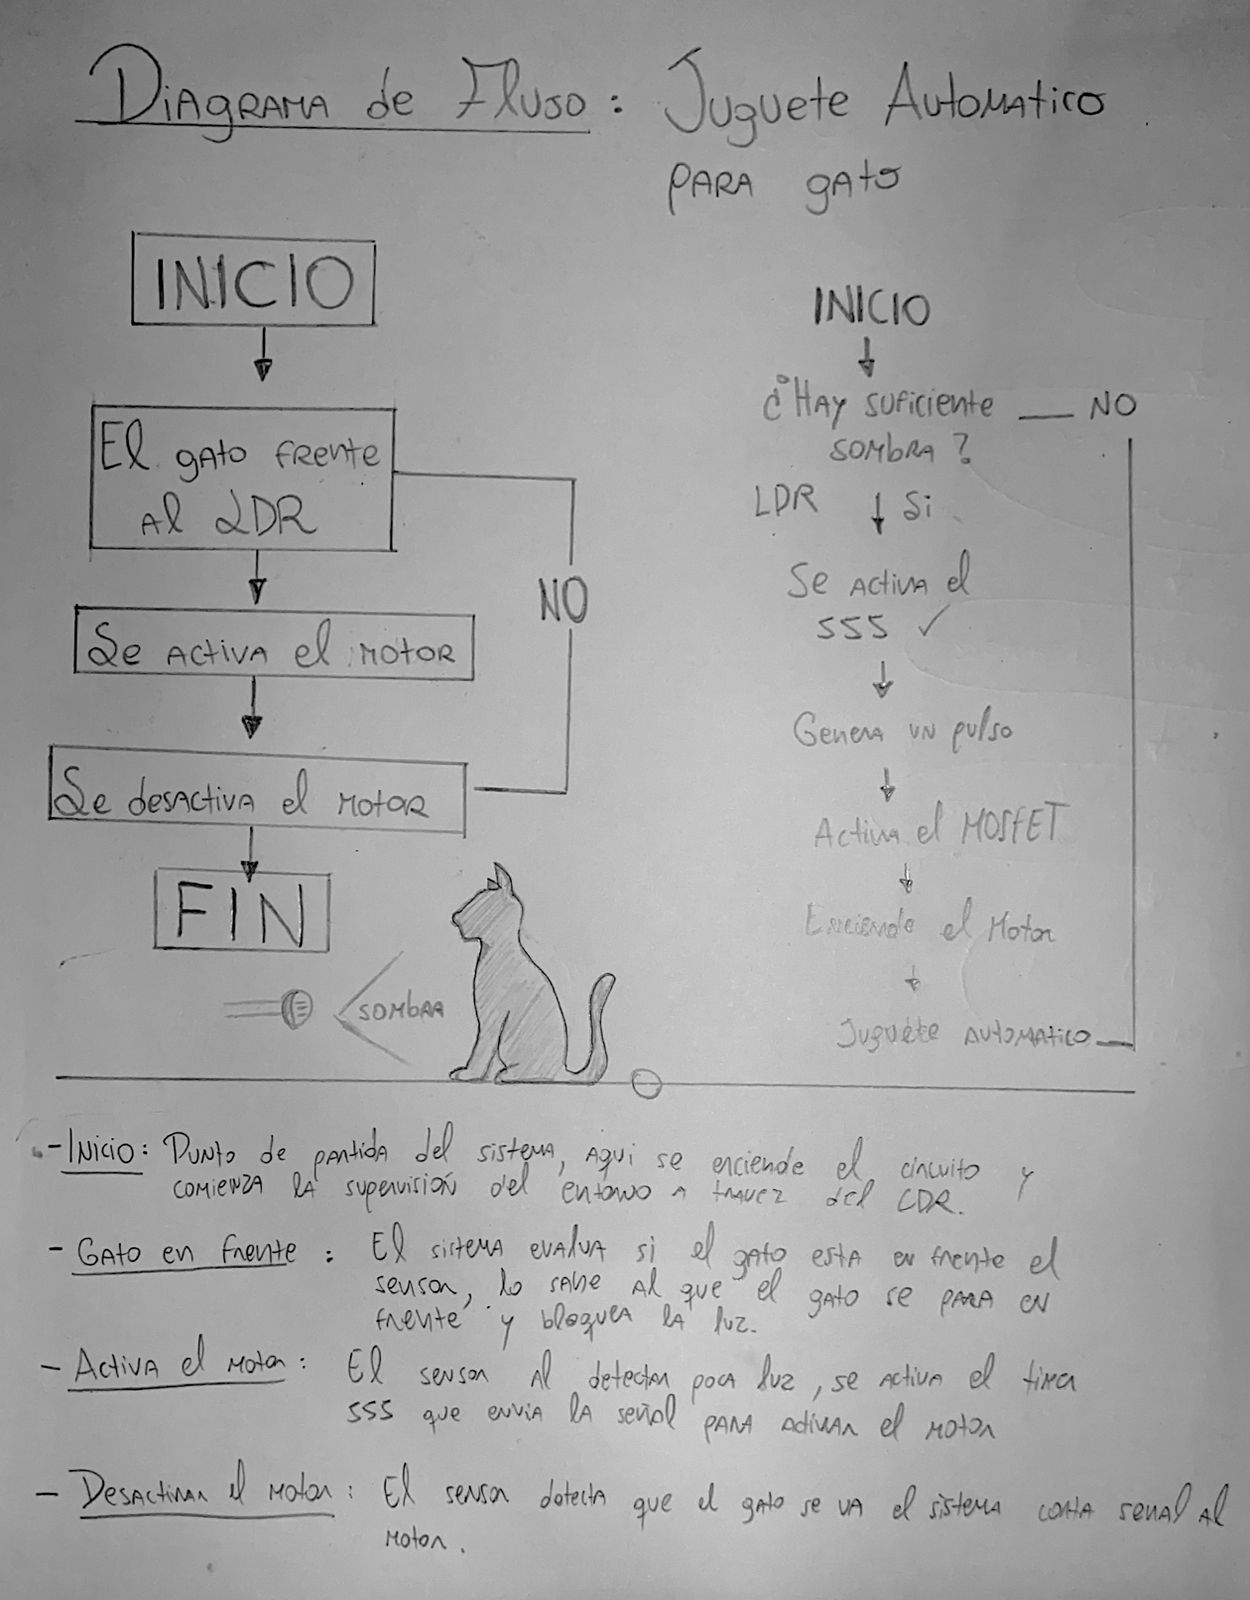 Diagrama de Flujo: Juguete Automatico
para gato
INICIO
El gato frente
al LDR
NO
Se activa el motor
Se desactiva el motor
FIN
sombra
INICIO
¿Hay suficiente NO
sombra?
LDR Si
Se activa el
555 ✓
Genera un pulso
Activa el MOSFET
Enciende el Motor
Juguete automatico
- Inicio: Punto de partida del sistema, aqui se enciende el circuito y
comienza la supervisión del entorno a travez del LDR.
- Gato en frente : El sistema evalua si el gato esta en frente el
sensor, lo sabe al que el gato se para en
frente y bloquea la luz.
- Activa el motor: El sensor al detectar poca luz, se activa el timer
555 que envia la señal para activar el motor
- Desactivar el motor: El sensor detecta que el gato se va el sistema corta senal al
motor.